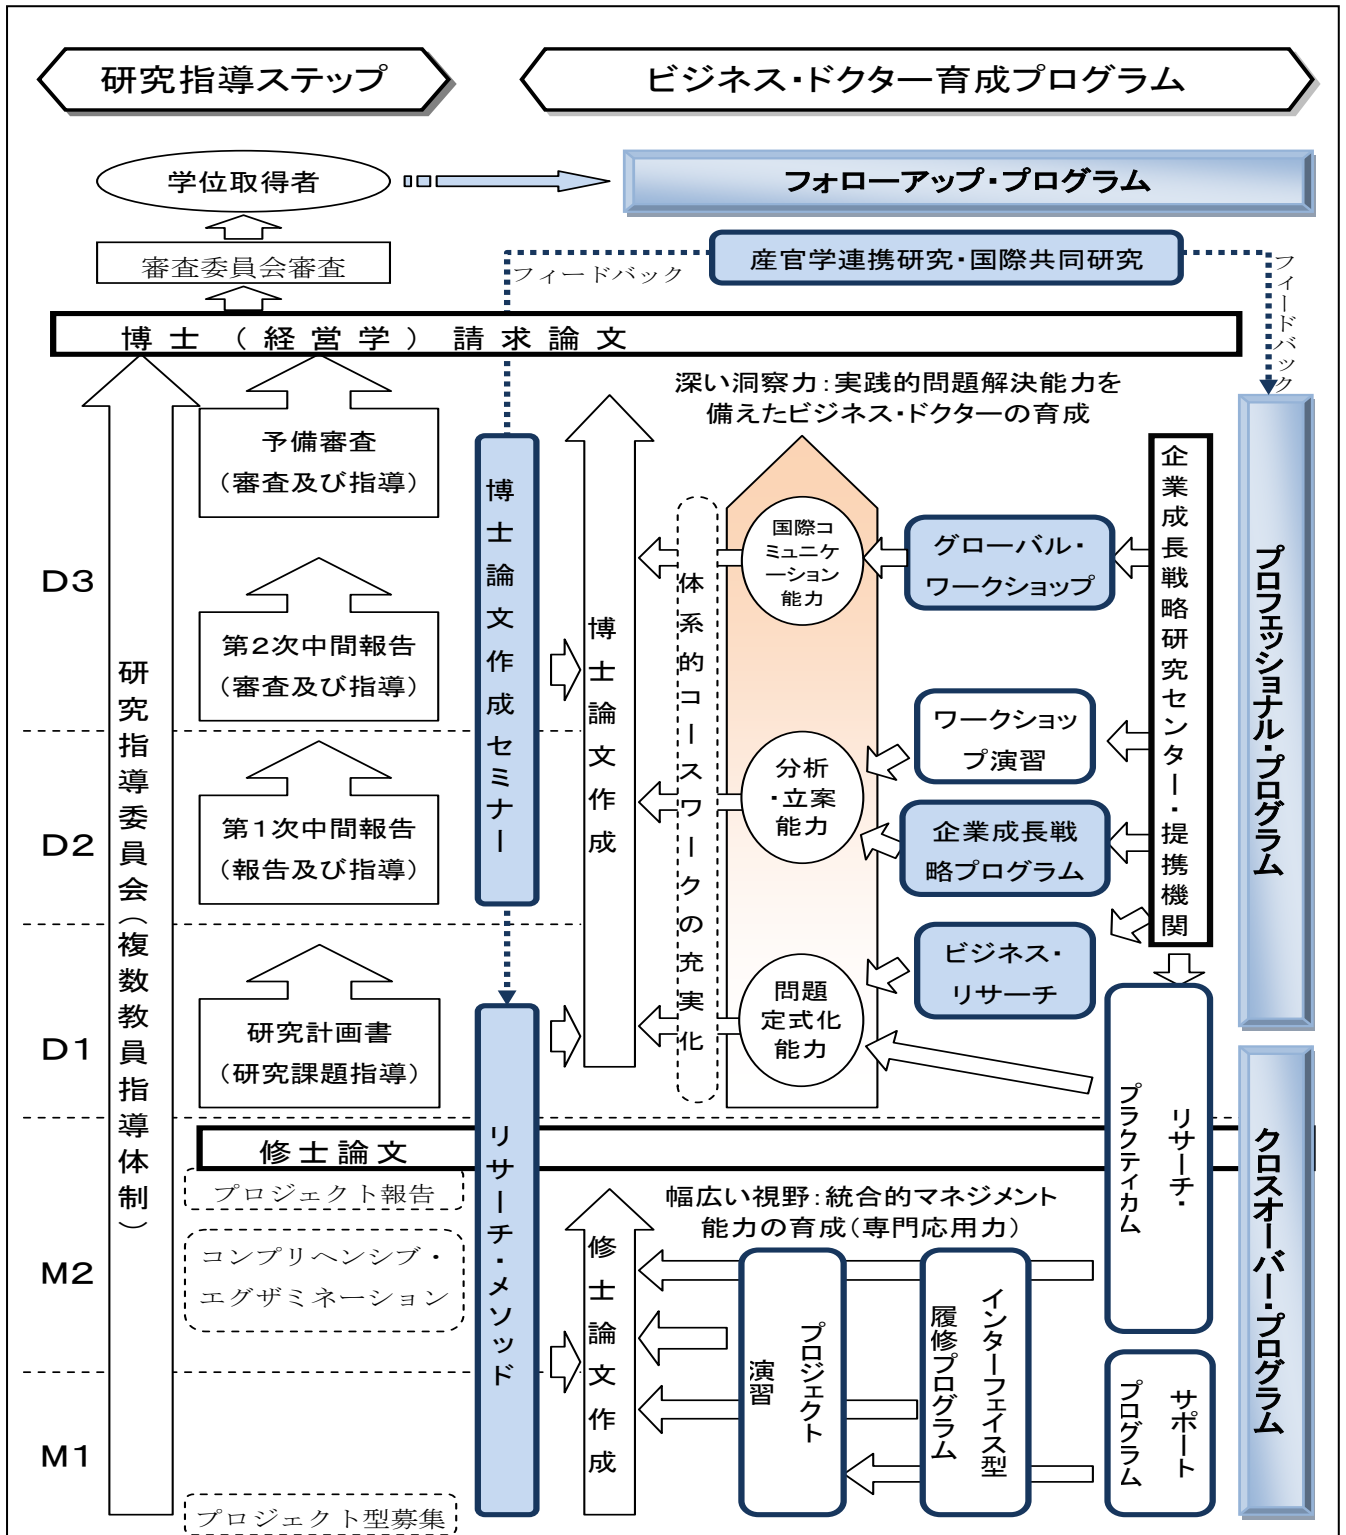 研究指導ステップ
ビジネス・ドクター育成プログラム
学位取得者
フォローアップ・プログラム
審査委員会審査
フィードバック
産官学連携研究・国際共同研究
フィードバック
博士（経営学）請求論文
深い洞察力：実践的問題解決能力を
備えたビジネス・ドクターの育成
予備審査
（審査及び指導）
D3
第２次中間報告
（審査及び指導）
D2
第１次中間報告
（報告及び指導）
D1
研究計画書
（研究課題指導）
研究指導委員会（複数教員指導体制）
博士論文作成セミナー
博士論文作成
体系的コースワークの充実化
国際コ
ミュニケ
ーション
能力
グローバル・
ワークショップ
分析
・立案
能力
ワークショッ
プ演習
企業成長戦
略プログラム
問題
定式化
能力
ビジネス・
リサーチ
企業成長戦略研究センター・提携機関
プロフェッショナル・プログラム
修士論文
プロジェクト報告
コンプリヘンシブ・
エグザミネーション
M2
M1
プロジェクト型募集
リサーチ・メソッド
幅広い視野：統合的マネジメント
能力の育成（専門応用力）
修士論文作成
プロジェクト
演習
インターフェイス型
履修プログラム
リサーチ・
プラクティカム
サポート
プログラム
クロスオーバー・プログラム